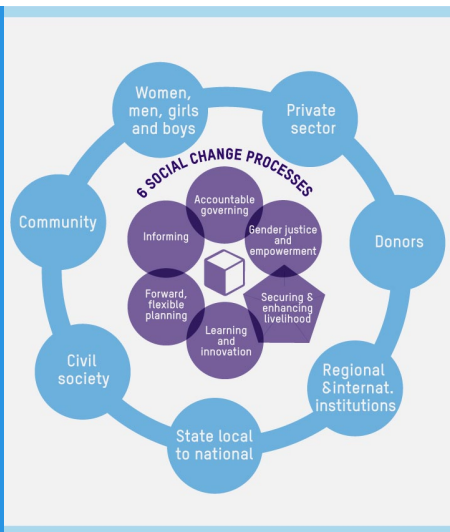 Women,
men, girls
and boys
Private
sector
6 SOCIAL CHANGE PROCESSES
Accountable
governing
Community
Informing
Gender justice
and
empowerment
Donors
Forward,
flexible
planning
Securing &
enhancing
livelihood
Learning
and
innovation
Civil
society
Regional
&internat.
institutions
State local
to national